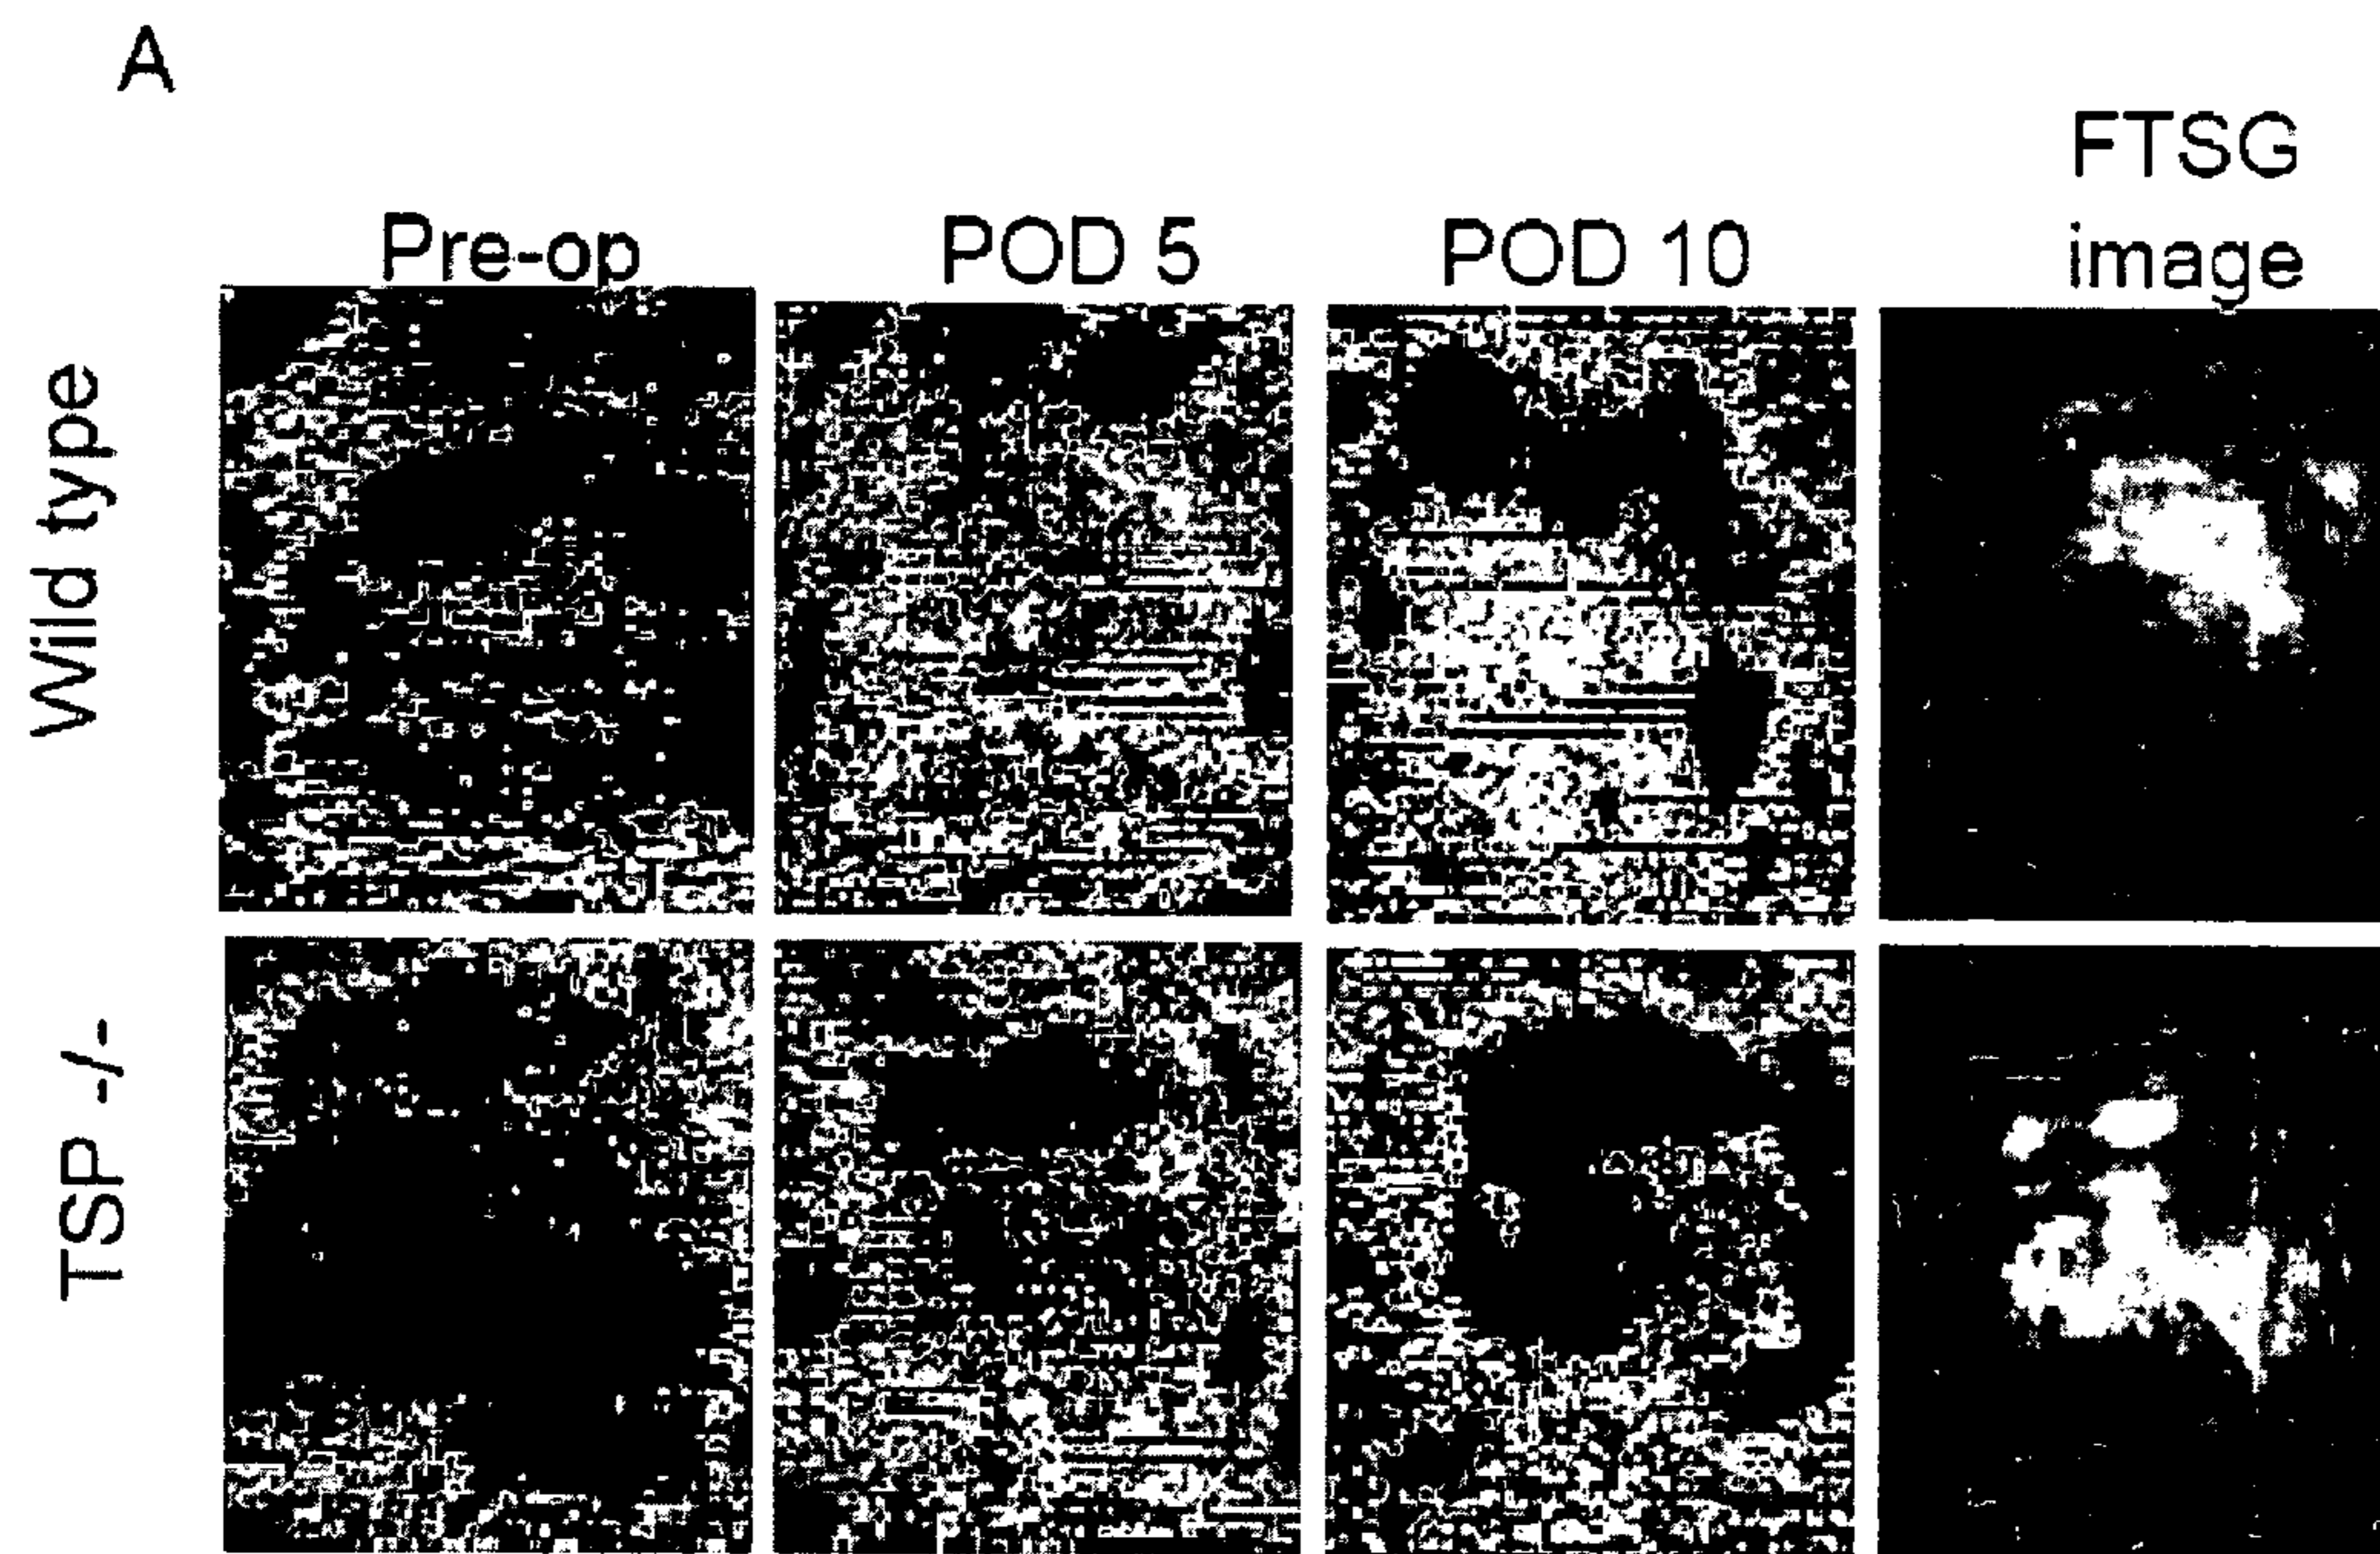 A
FTSG
image
Pre-op
POD 5
POD 10
Wild type
TSP -/-